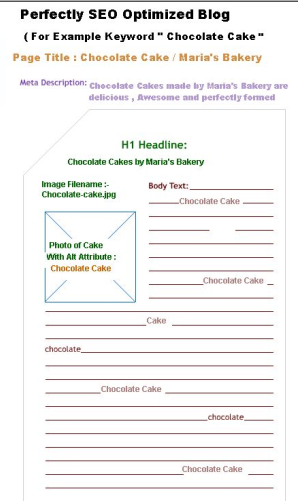 Perfectly SEO Optimized Blog
( For Example Keyword " Chocolate Cake "
Page Title : Chocolate Cake / Maria's Bakery
Meta Description: Chocolate Cakes made by Maria's Bakery are
delicious , Awesome and perfectly formed
H1 Headline:
Chocolate Cakes by Maria's Bakery
Image Filename :-
Chocolate-cake.jpg
Body Text:
Chocolate Cake
Photo of Cake
With Alt Attribute :
Chocolate Cake
Chocolate Cake
Cake
chocolate
Chocolate Cake
chocolate
Chocolate Cake